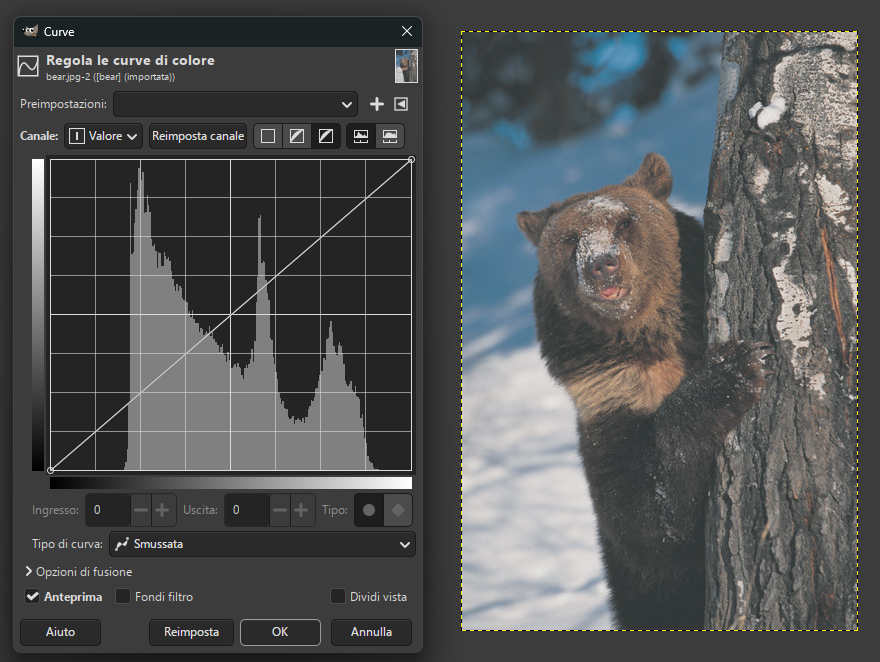 Curve
Regola le curve di colore
bear.jpg-2 ([bear] (importata))
Preimpostazioni:
Canale: Valore Reimposta canale
Ingresso: 0 Uscita: 0 Tipo:
Tipo di curva: Smussata
Opzioni di fusione
Anteprima Fondi filtro Dividi vista
Aiuto Reimposta OK Annulla